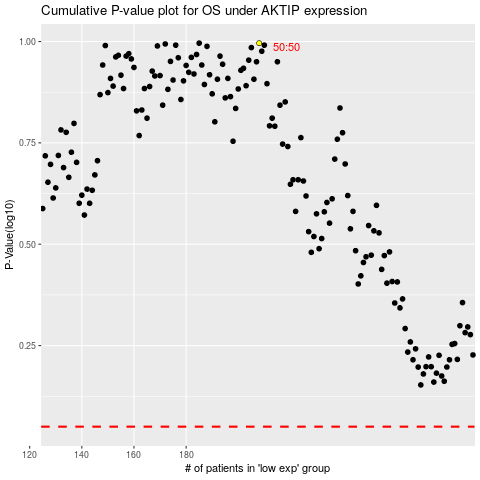 Cumulative P-value plot for OS under AKTIP expression
1.00
50:50
0.75
0.50
0.25
P-Value(log10)
120 140 160 180
# of patients in 'low exp' group